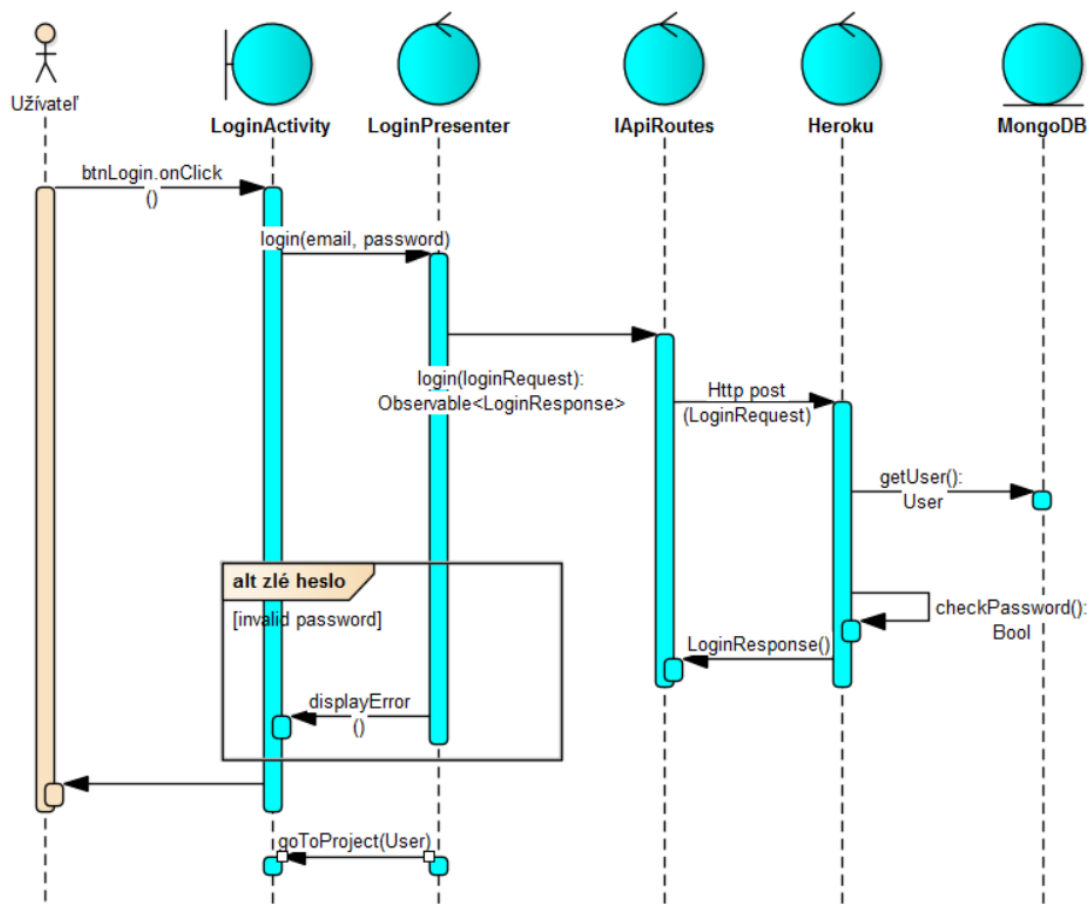 Užívateľ
LoginActivity
LoginPresenter
IApiRoutes
Heroku
MongoDB
btnLogin.onClick
()
login(email, password)
login(loginRequest):
Observable<LoginResponse>
Http post
(LoginRequest)
getUser():
User
alt zlé heslo
[invalid password]
checkPassword():
Bool
LoginResponse()
displayError
()
goToProject(User)